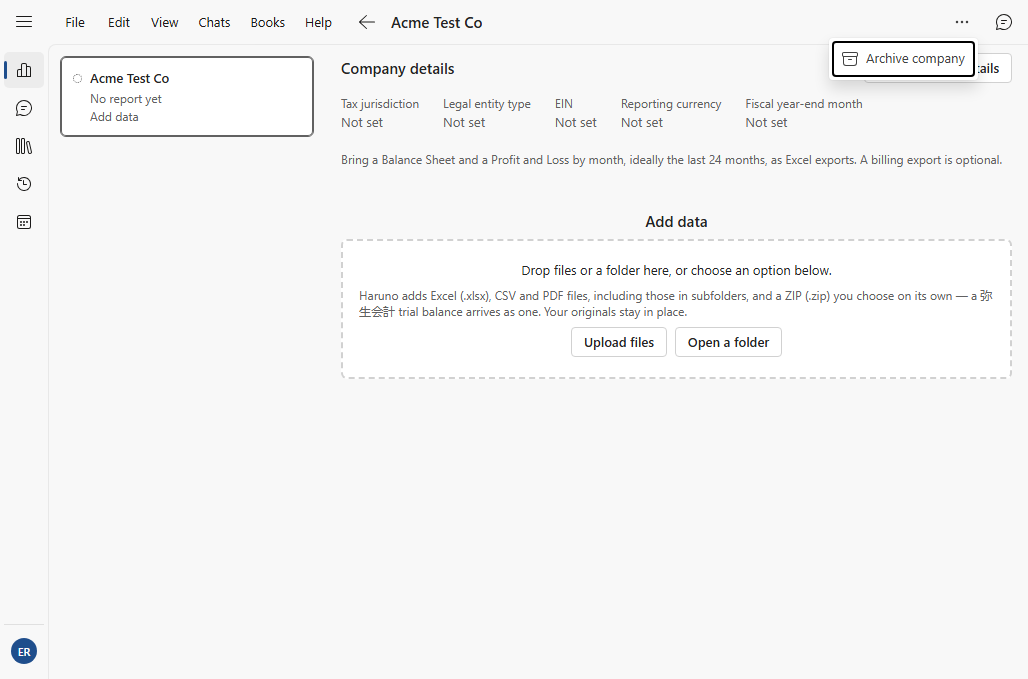 File Edit View Chats Books Help Acme Test Co
Archive company
Acme Test Co
No report yet
Add data
Company details
Tax jurisdiction Legal entity type EIN Reporting currency Fiscal year-end month
Not set Not set Not set Not set Not set
Bring a Balance Sheet and a Profit and Loss by month, ideally the last 24 months, as Excel exports. A billing export is optional.
Add data
Drop files or a folder here, or choose an option below.
Haruno adds Excel (.xlsx), CSV and PDF files, including those in subfolders, and a ZIP (.zip) you choose on its own — a 弥
生会計 trial balance arrives as one. Your originals stay in place.
Upload files Open a folder
ER